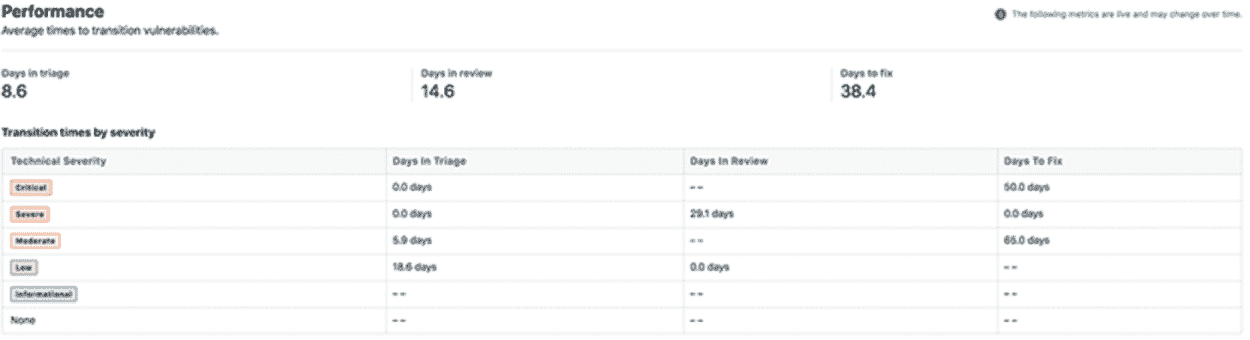 Performance
The following metrics are live and may change over time.
Average times to transition vulnerabilities.
Days in triage Days in review Days to fix
8.6 14.6 38.4
Transition times by severity
Technical Severity Days In Triage Days In Review Days To Fix
Critical 0.0 days -- 50.0 days
Severe 0.0 days 29.1 days 0.0 days
Moderate 5.9 days -- 65.0 days
Low 18.6 days 0.0 days --
Informational -- -- --
None -- -- --